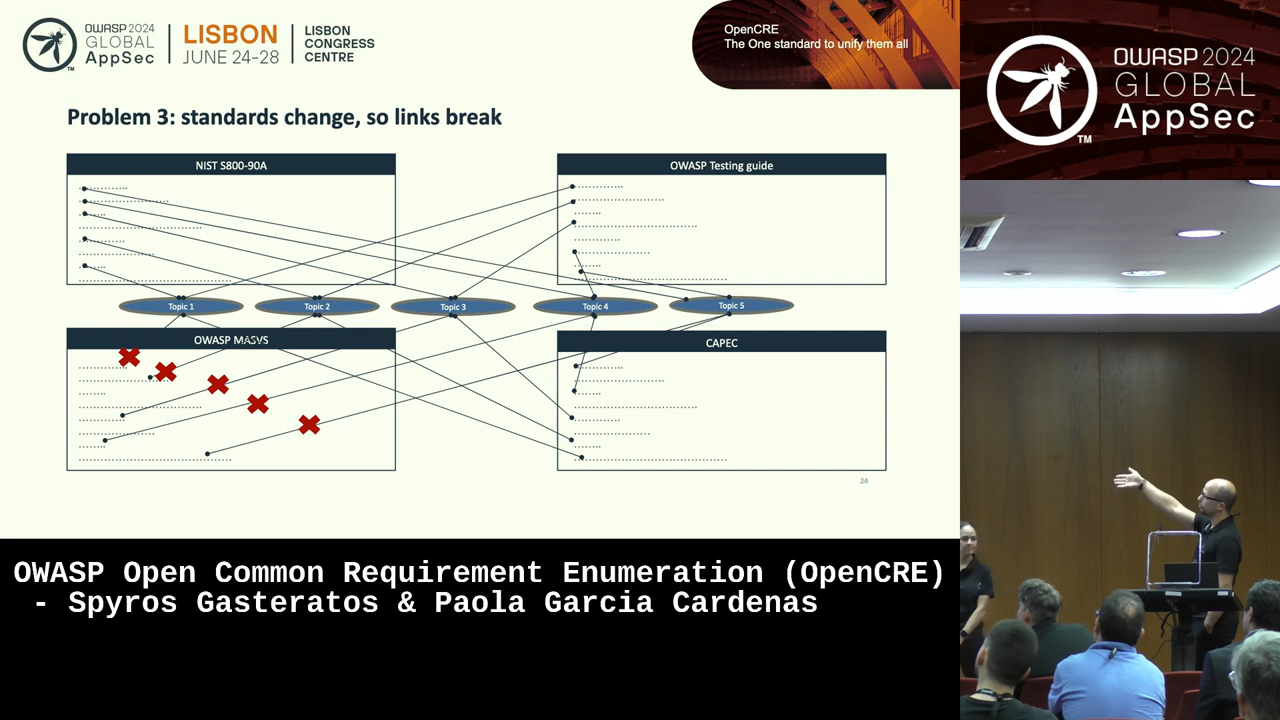 OWASP 2024
GLOBAL
AppSec
TM
LISBON
JUNE 24-28
LISBON
CONGRESS
CENTRE
OpenCRE
The One standard to unify them all
OWASP 2024
GLOBAL
AppSec
TM
Problem 3: standards change, so links break
NIST S800-90A
OWASP Testing guide
Topic 1
Topic 2
Topic 3
Topic 4
Topic 5
OWASP MASVS
CAPEC
24
OWASP Open Common Requirement Enumeration (OpenCRE)
- Spyros Gasteratos & Paola Garcia Cardenas